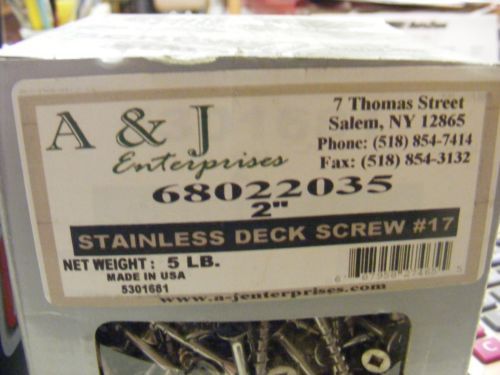 A & J
Enterprises
7 Thomas Street
Salem, NY 12865
Phone: (518) 854-7414
Fax: (518) 854-3132
68022035
2"
STAINLESS DECK SCREW #17
NET WEIGHT: 5 LB.
MADE IN USA
5301681
www.a-jenterprises.com